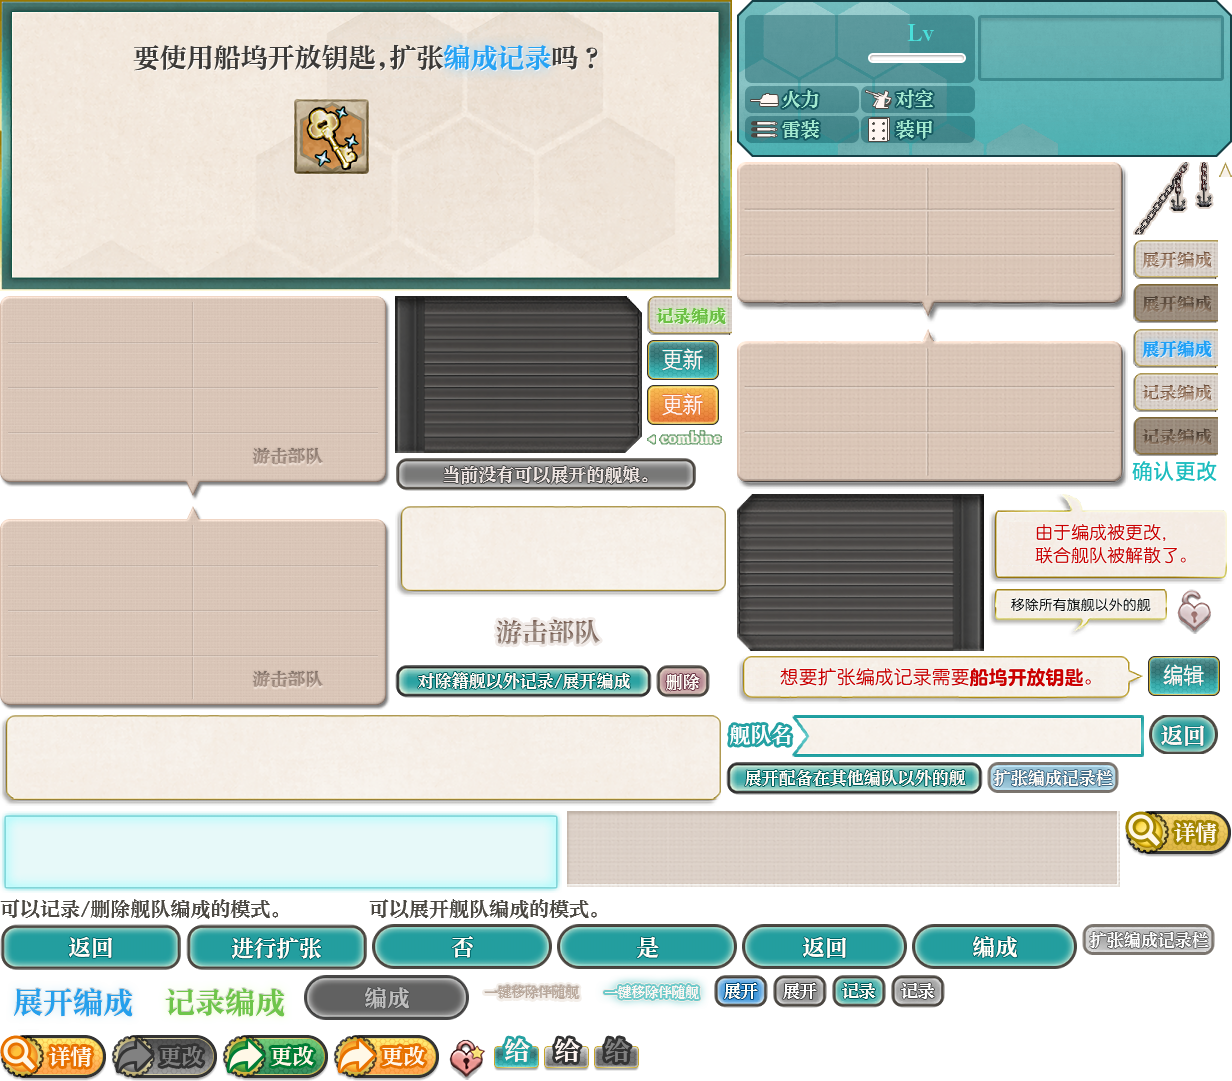 要使用船坞开放钥匙,扩张编成记录吗？
Lv
火力
对空
雷装
装甲
展开编成
展开编成
展开编成
记录编成
记录编成
确认更改
记录编成
更新
更新
combine
当前没有可以展开的舰娘。
游击部队
游击部队
游击部队
由于编成被更改,
联合舰队被解散了。
移除所有旗舰以外的舰
对除籍舰以外记录/展开编成
删除
想要扩张编成记录需要船坞开放钥匙。
编辑
舰队名
返回
展开配备在其他编队以外的舰
扩张编成记录栏
详情
可以记录/删除舰队编成的模式。
可以展开舰队编成的模式。
返回
进行扩张
否
是
返回
编成
扩张编成记录栏
展开编成
记录编成
编成
一键移除伴随舰
一键移除伴随舰
展开
展开
记录
记录
详情
更改
更改
更改
给
给
给